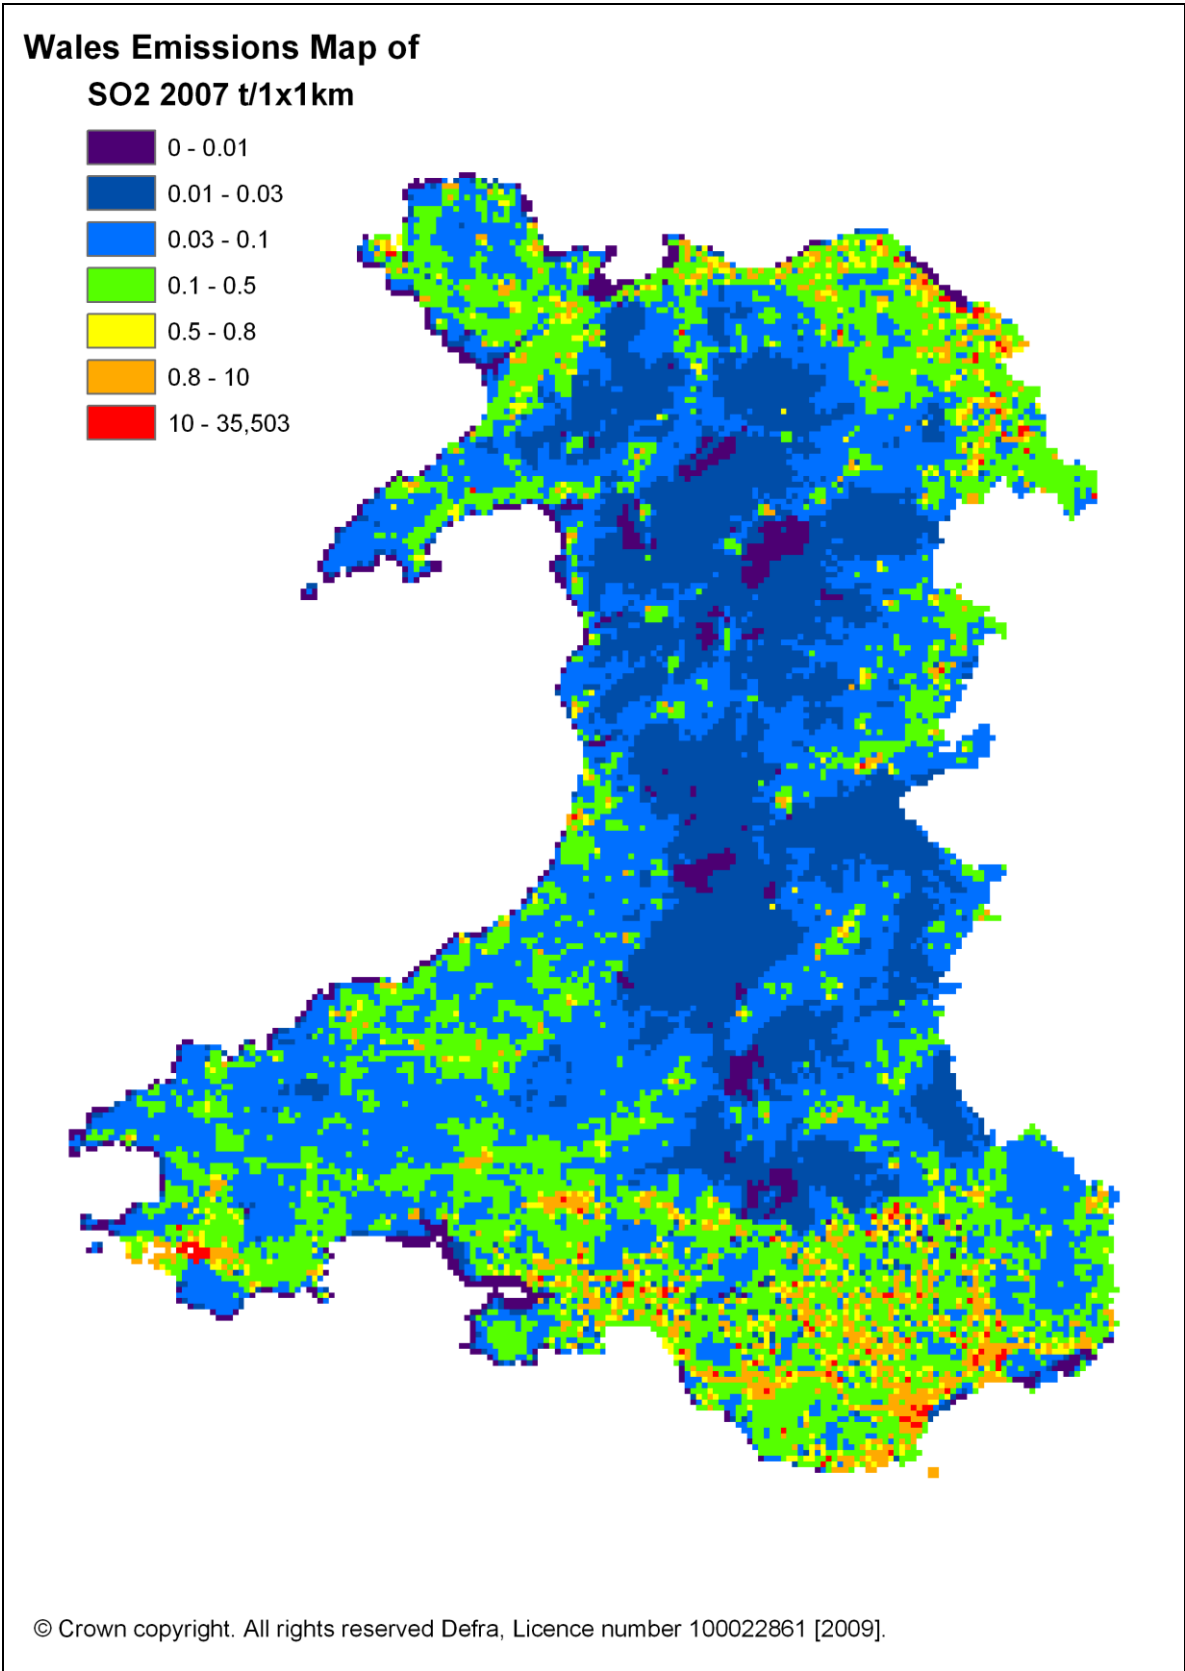 Wales Emissions Map of
SO2 2007 t/1x1km
0 - 0.01
0.01 - 0.03
0.03 - 0.1
0.1 - 0.5
0.5 - 0.8
0.8 - 10
10 - 35,503
© Crown copyright. All rights reserved Defra, Licence number 100022861 [2009].